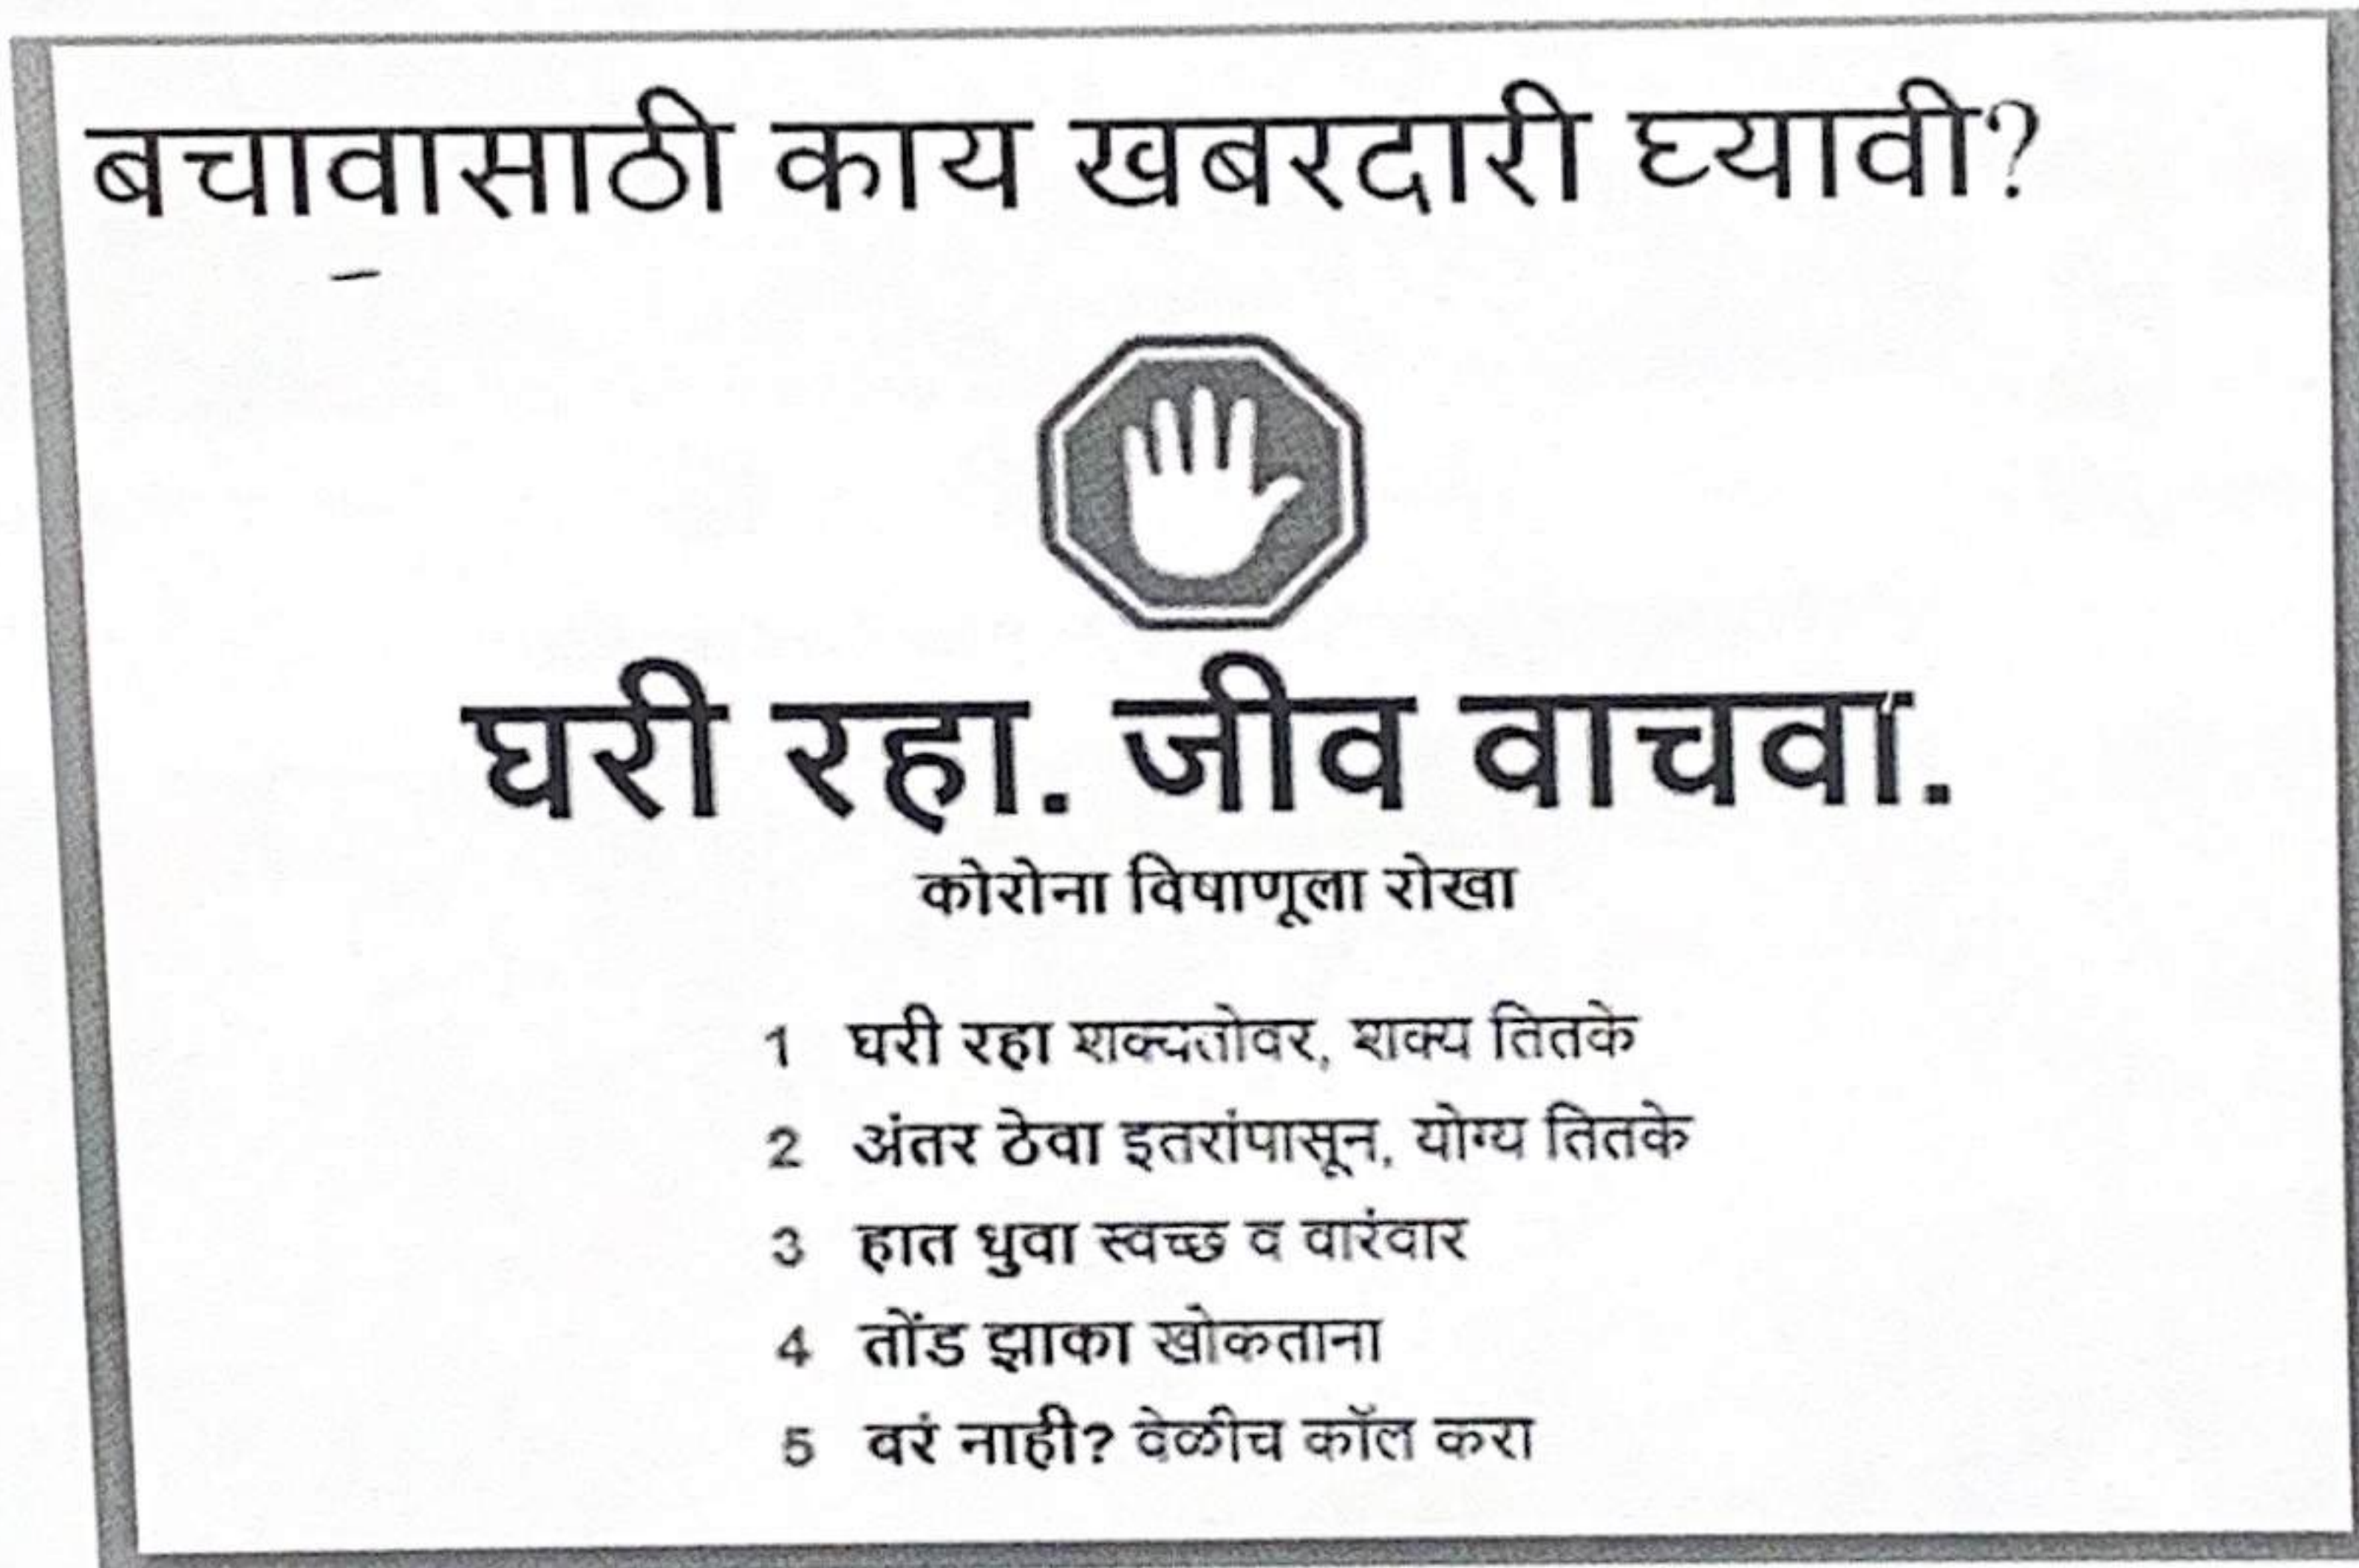 बचावासाठी काय खबरदारी घ्यावी?
घरी रहा. जीव वाचवा.
कोरोना विषाणूला रोखा
1 घरी रहा शक्यतोवर, शक्य तितके
2 अंतर ठेवा इतरांपासून, योग्य तितके
3 हात धुवा स्वच्छ व वारंवार
4 तोंड झाका खोकताना
5 वरं नाही? वेळीच कॉल करा